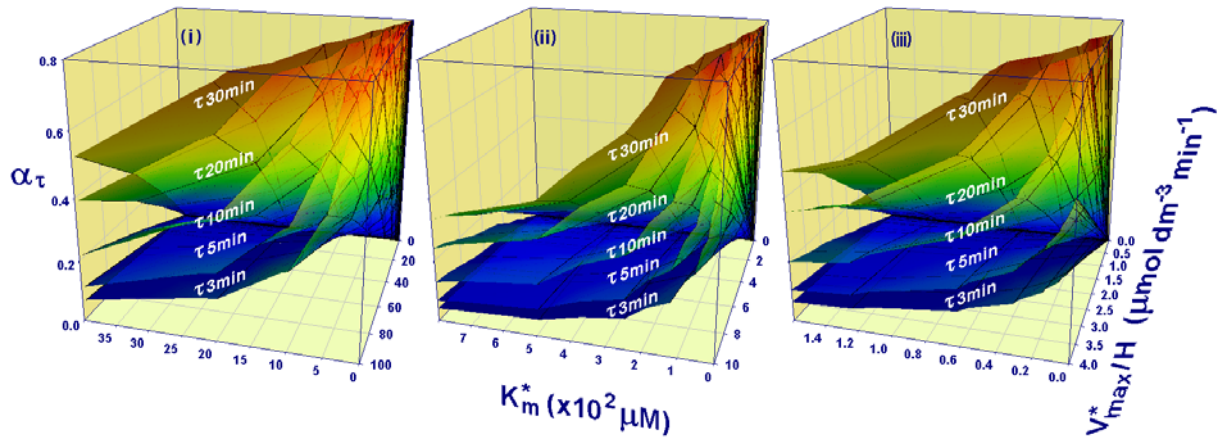 (i)
(ii)
(iii)
0.8
0.6
0.4
0.2
0.0
ατ
τ30min
τ20min
τ10min
τ5min
τ3min
35 30 25 20 15 10 5 0
0 20 40 60 80 100
τ30min
τ20min
τ10min
τ5min
τ3min
7 6 5 4 3 2 1 0
0 2 4 6 8 10
τ30min
τ20min
τ10min
τ5min
τ3min
1.4 1.2 1.0 0.8 0.6 0.4 0.2 0.0
0.0 0.5 1.0 1.5 2.0 2.5 3.0 3.5 4.0
K*m (x10² μM)
V*max/H (μmol dm⁻³ min⁻¹)